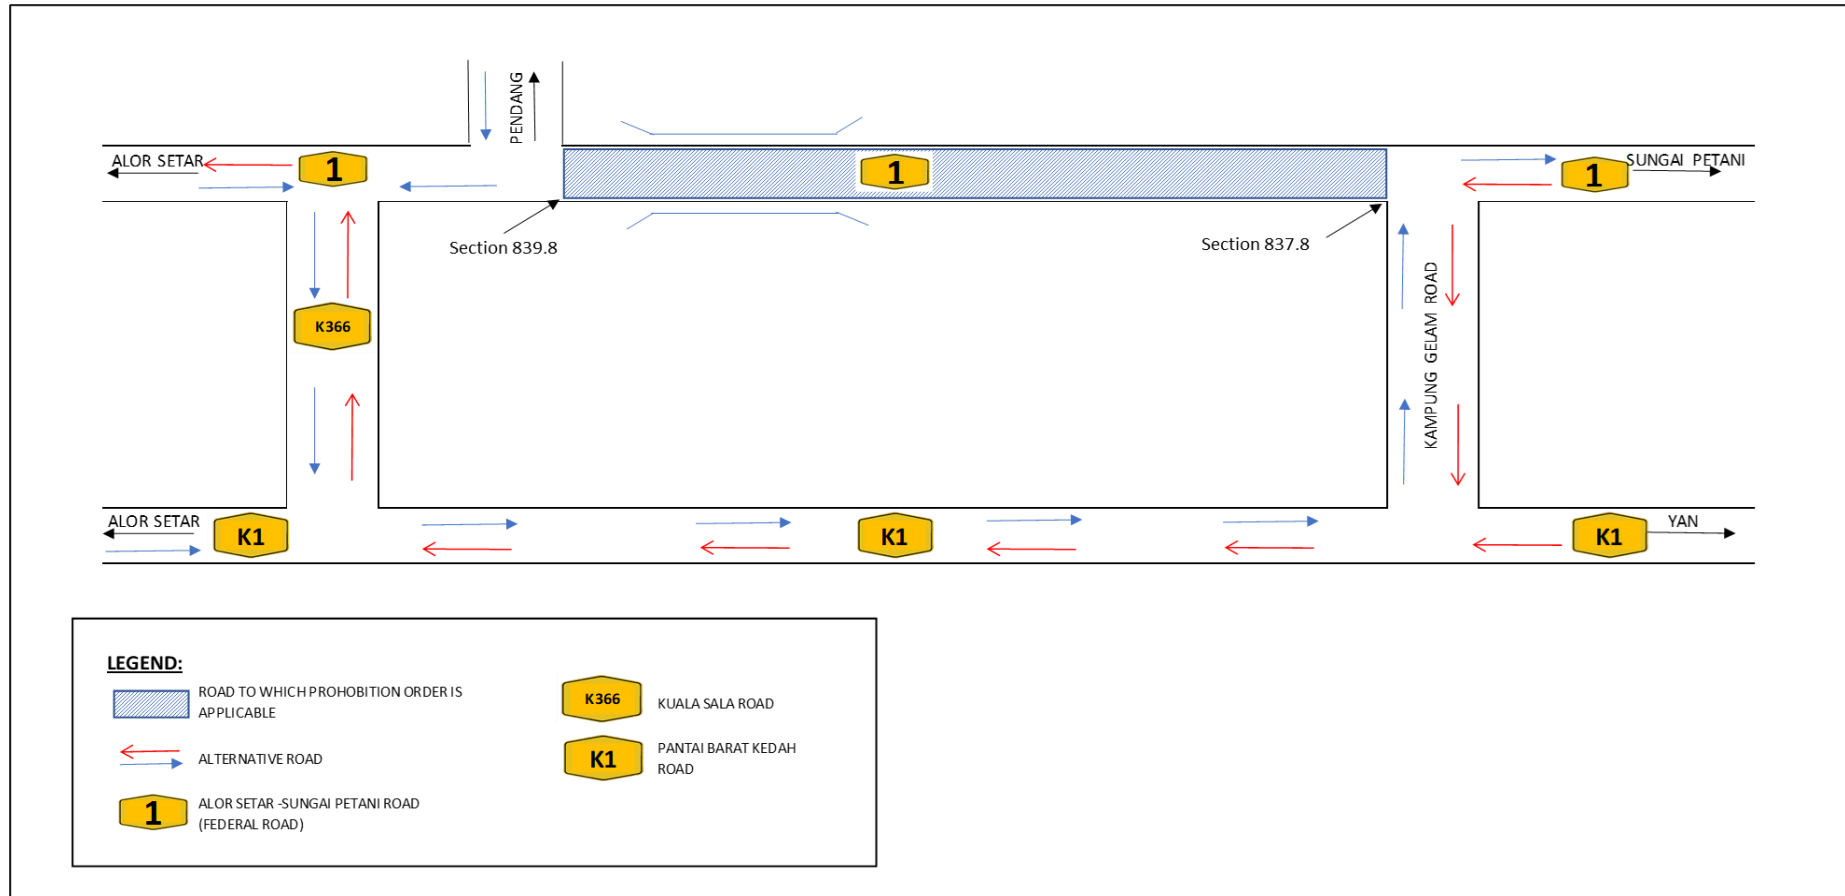 PENDANG
ALOR SETAR
1
1
1
SUNGAI PETANI
Section 839.8
Section 837.8
KAMPUNG GELAM ROAD
K366
ALOR SETAR
K1
K1
K1
YAN
LEGEND:
ROAD TO WHICH PROHOBITION ORDER IS
APPLICABLE
ALTERNATIVE ROAD
1
ALOR SETAR -SUNGAI PETANI ROAD
(FEDERAL ROAD)
K366
KUALA SALA ROAD
K1
PANTAI BARAT KEDAH
ROAD